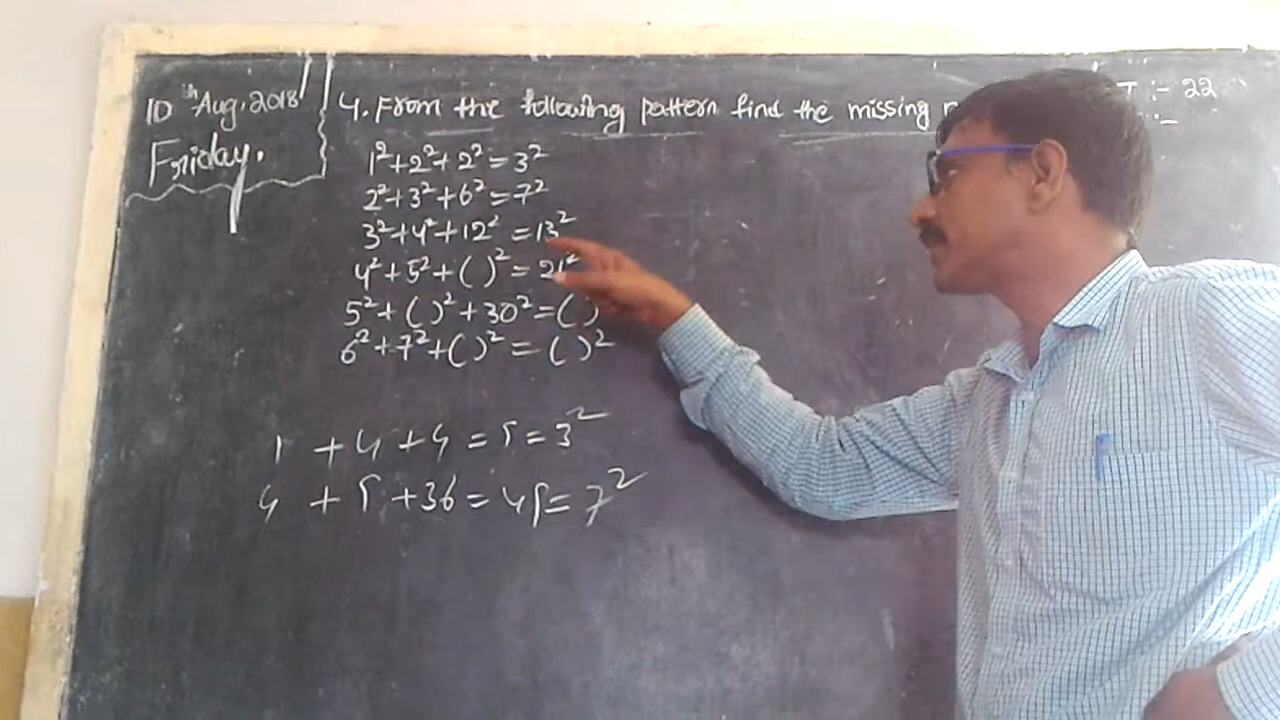 10th Aug, 2018
Friday.
4. From the following pattern find the missing
T :- 22
1² + 2² + 2² = 3²
2² + 3² + 6² = 7²
3² + 4² + 12² = 13²
4² + 5² + ( )² = 21²
5² + ( )² + 30² = ( )
6² + 7² + ( )² = ( )²
1 + 4 + 4 = 9 = 3²
4 + 9 + 36 = 49 = 7²